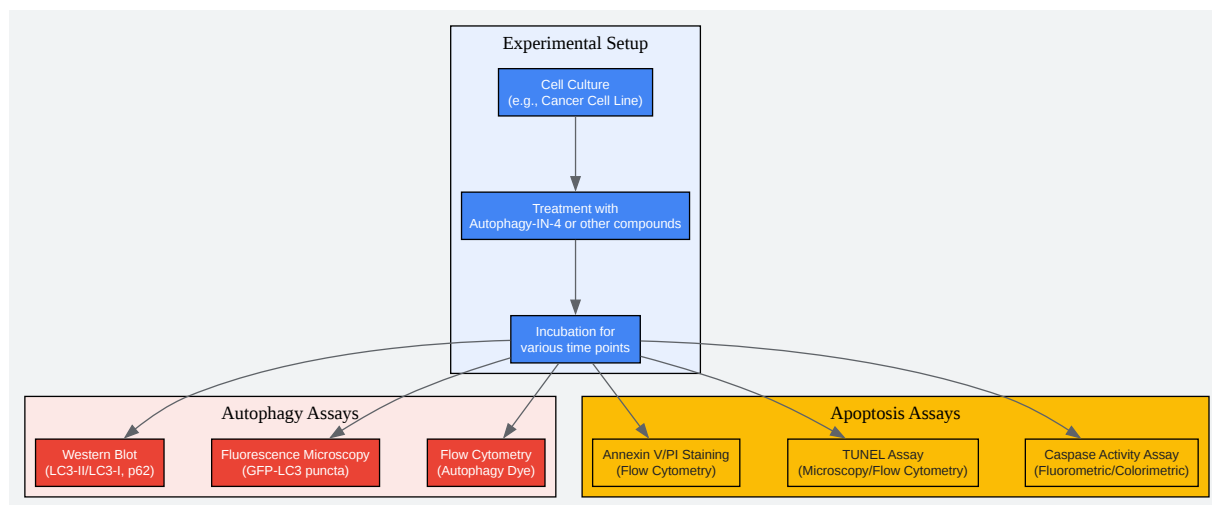 Experimental Setup
Cell Culture
(e.g., Cancer Cell Line)
Treatment with
Autophagy-IN-4 or other compounds
Incubation for
various time points
Autophagy Assays
Western Blot
(LC3-II/LC3-I, p62)
Fluorescence Microscopy
(GFP-LC3 puncta)
Flow Cytometry
(Autophagy Dye)
Apoptosis Assays
Annexin V/PI Staining
(Flow Cytometry)
TUNEL Assay
(Microscopy/Flow Cytometry)
Caspase Activity Assay
(Fluorometric/Colorimetric)